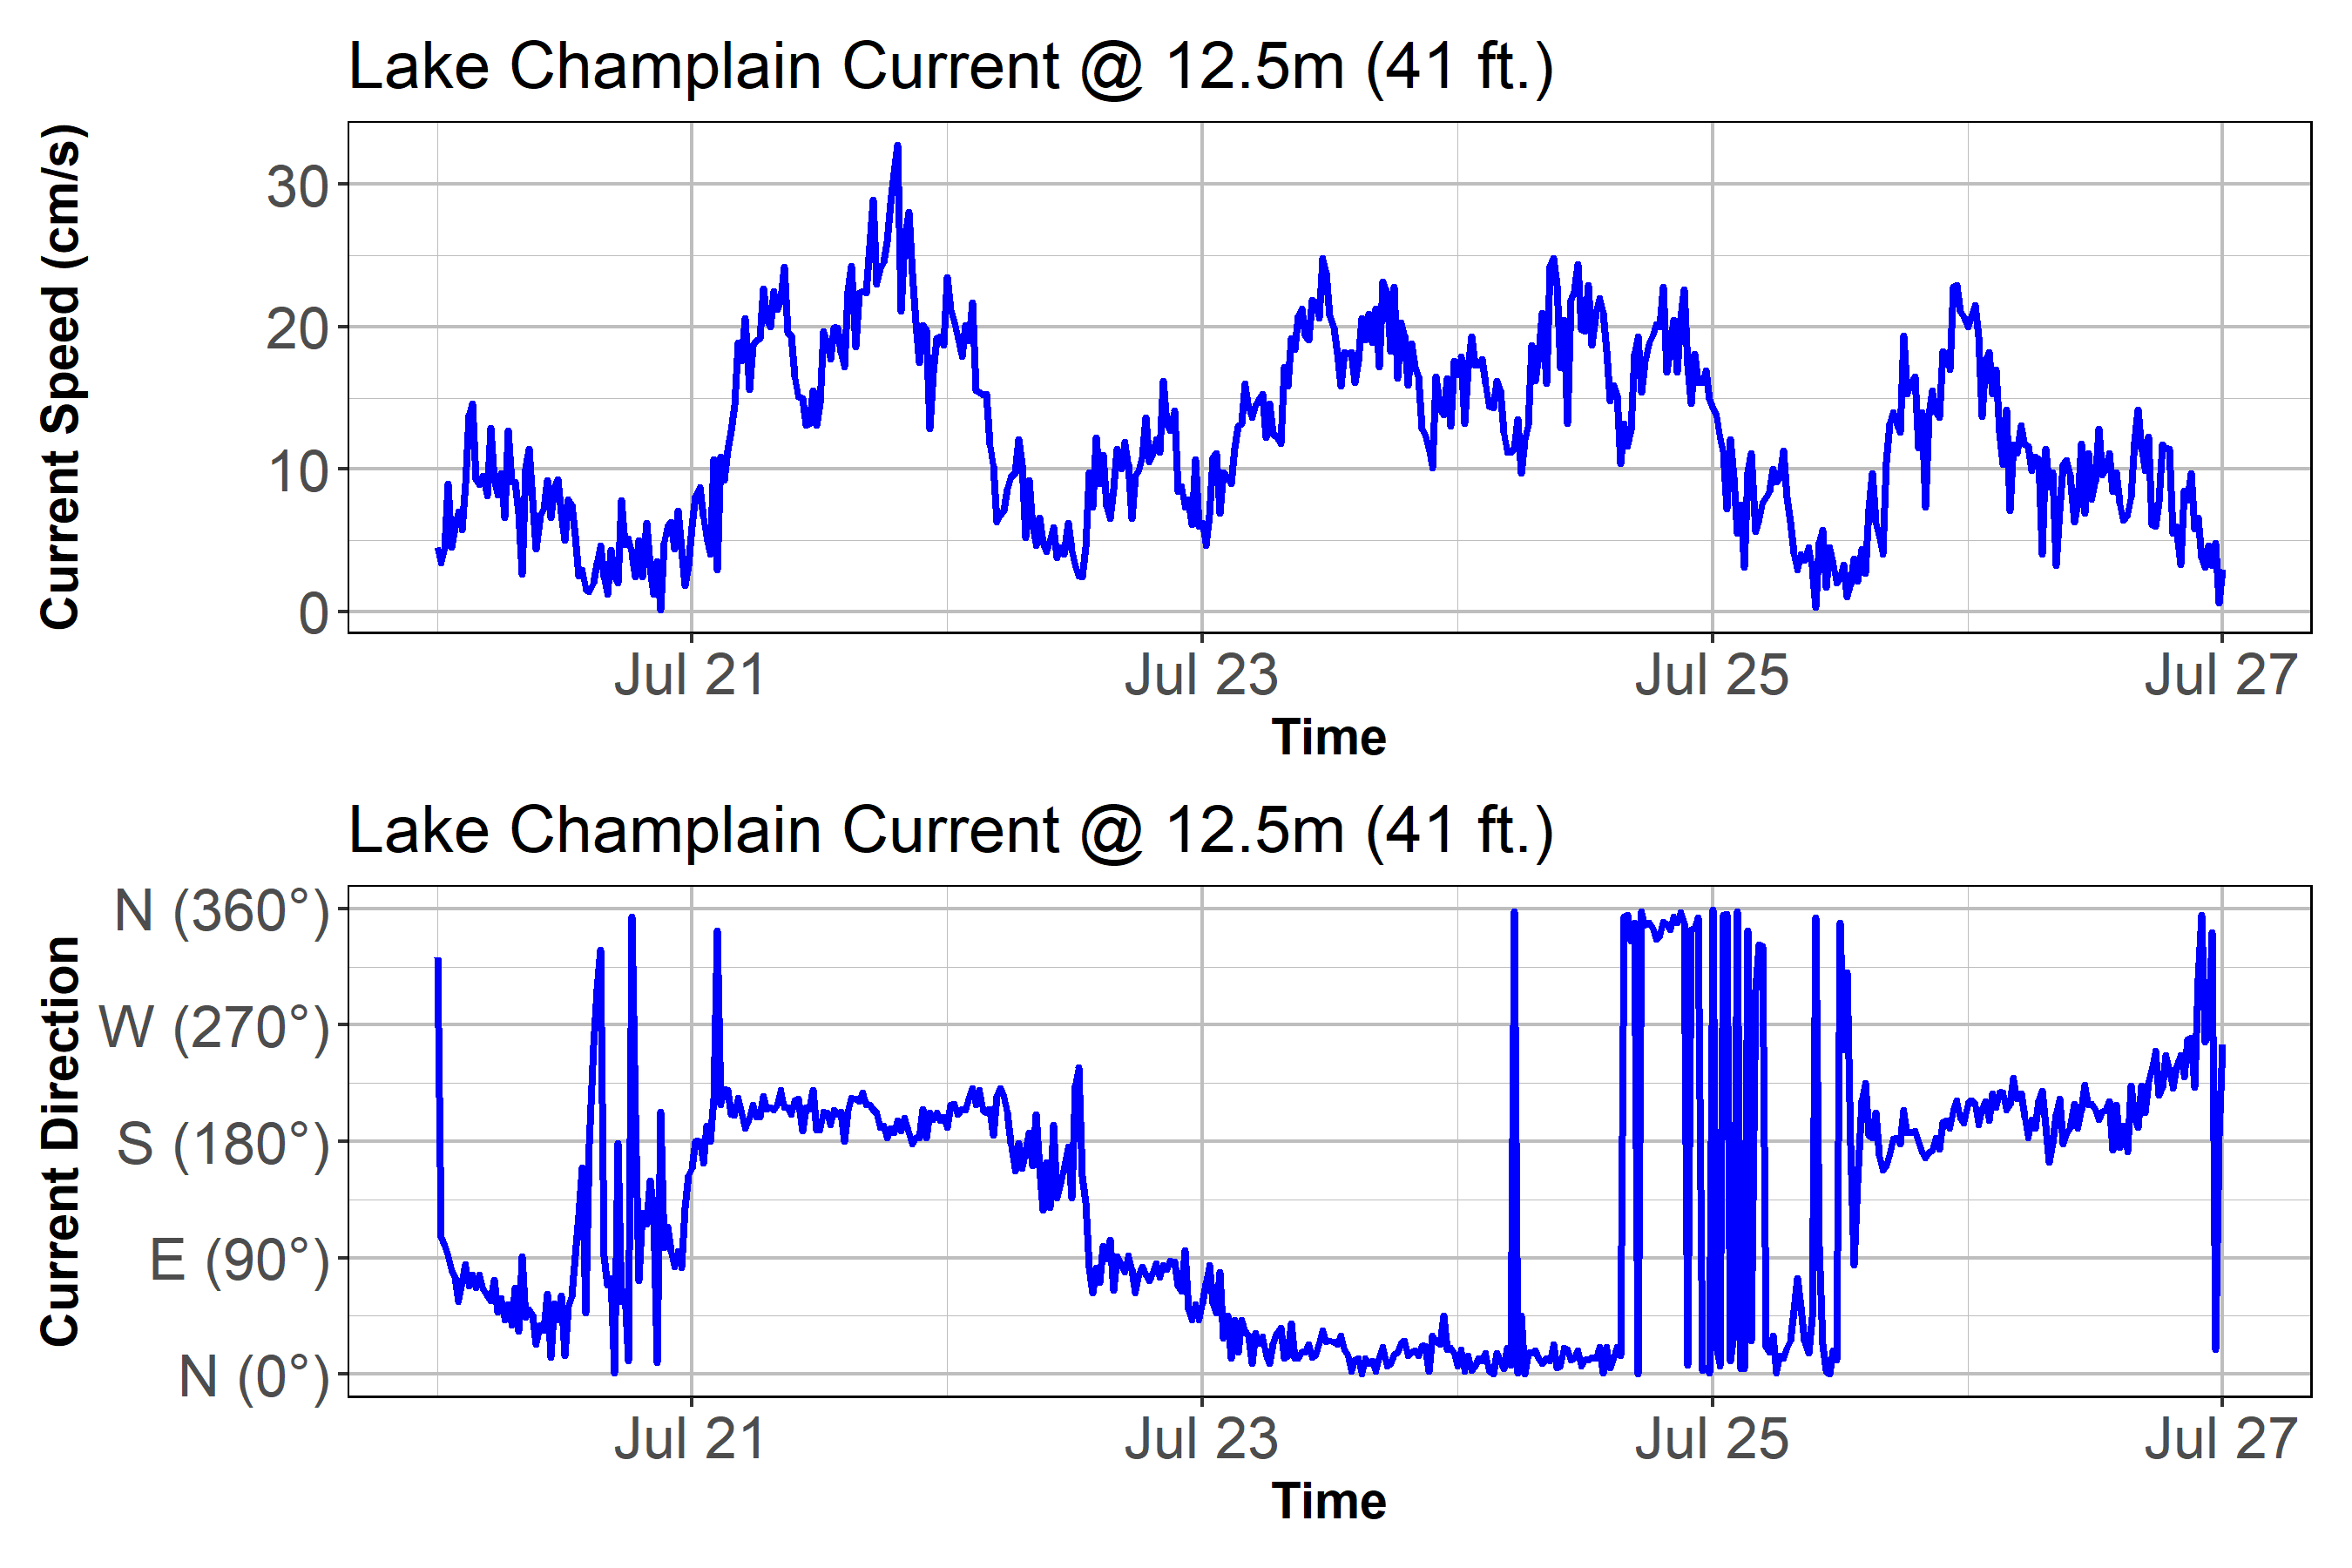 Lake Champlain Current @ 12.5m (41 ft.)
Current Speed (cm/s)
30
20
10
0
Jul 21 Jul 23 Jul 25 Jul 27
Time
Lake Champlain Current @ 12.5m (41 ft.)
Current Direction
N (360°)
W (270°)
S (180°)
E (90°)
N (0°)
Jul 21 Jul 23 Jul 25 Jul 27
Time